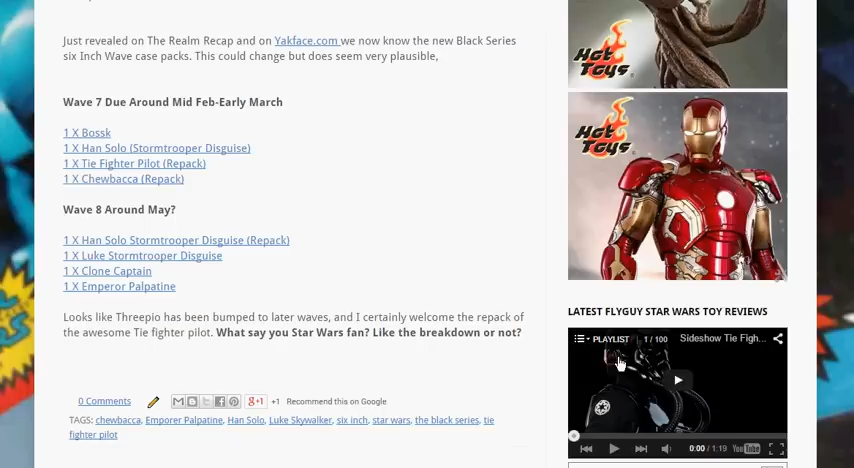 Just revealed on The Realm Recap and on Yakface.com we now know the new Black Series
six Inch Wave case packs. This could change but does seem very plausible,
Wave 7 Due Around Mid Feb-Early March
1 X Bossk
1 X Han Solo (Stormtrooper Disguise)
1 X Tie Fighter Pilot (Repack)
1 X Chewbacca (Repack)
Wave 8 Around May?
1 X Han Solo Stormtrooper Disguise (Repack)
1 X Luke Stormtrooper Disguise
1 X Clone Captain
1 X Emperor Palpatine
Looks like Threepio has been bumped to later waves, and I certainly welcome the repack of
the awesome Tie fighter pilot. What say you Star Wars fan? Like the breakdown or not?
0 Comments
g+1 +1 Recommend this on Google
TAGS: chewbacca, Emporer Palpatine, Han Solo, Luke Skywalker, six inch, star wars, the black series, tie
fighter pilot
Hot
Toys
Hot
Toys
LATEST FLYGUY STAR WARS TOY REVIEWS
PLAYLIST 1 / 100 Sideshow Tie Figh...
0:00 / 1:19 YouTube